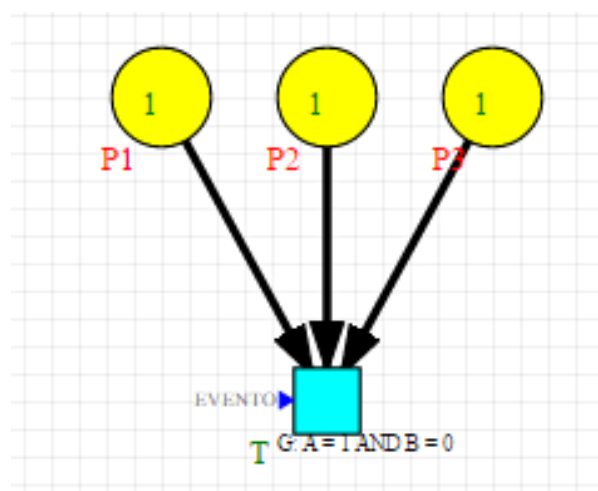 1 1 1
P1 P2 P3
EVENTO
T G: A = 1 AND B = 0